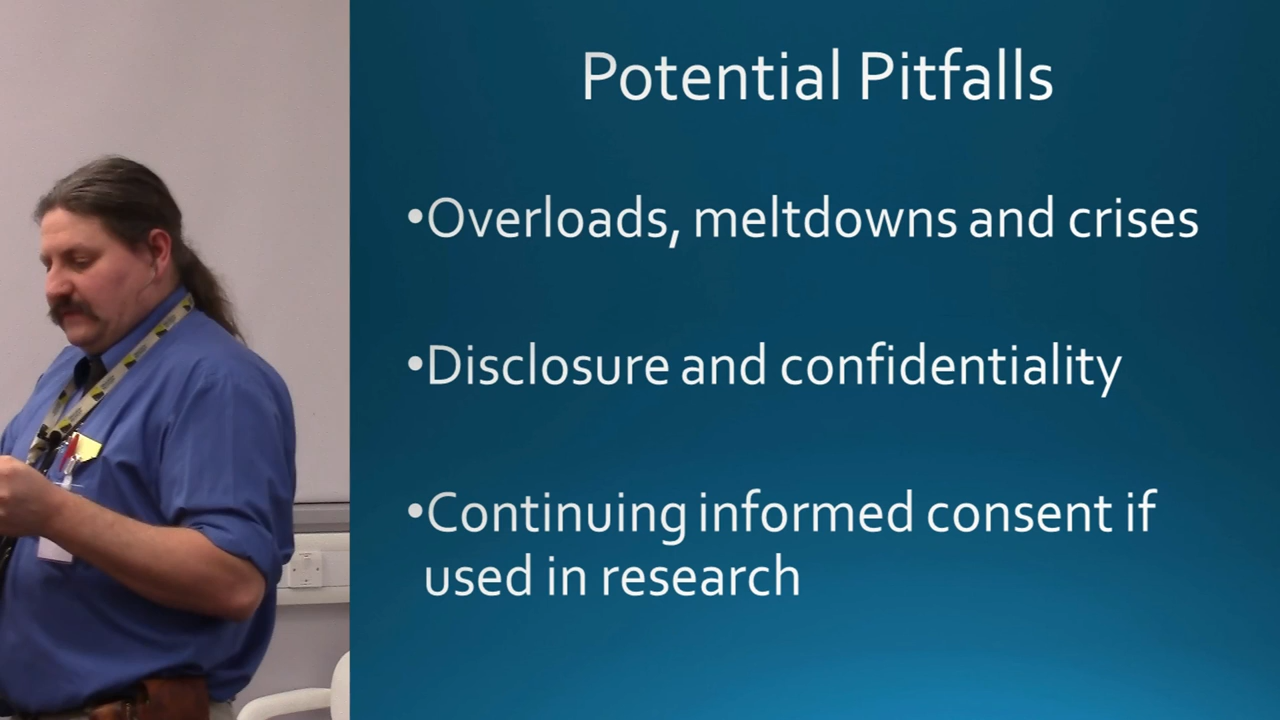 Potential Pitfalls
•Overloads, meltdowns and crises
•Disclosure and confidentiality
•Continuing informed consent if
used in research